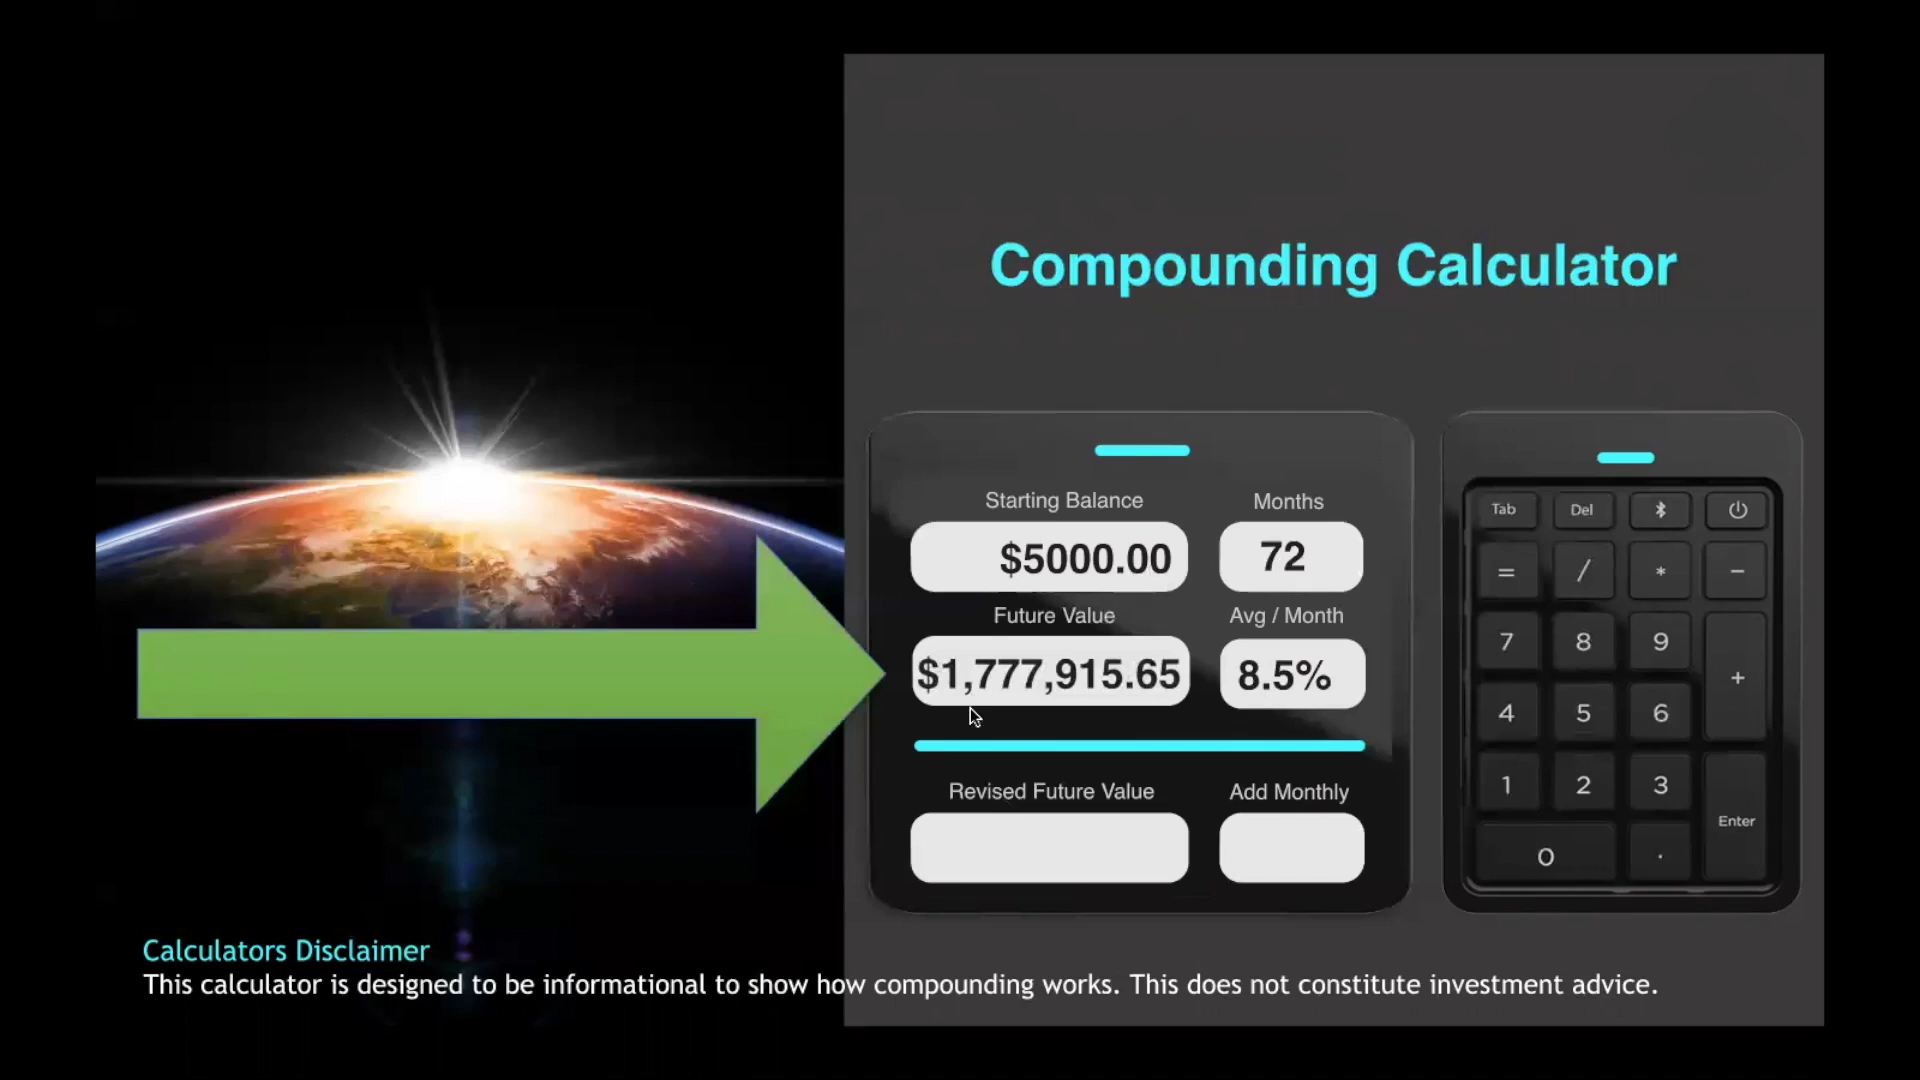 Compounding Calculator
Starting Balance
Months
$5000.00
72
Future Value
Avg / Month
$1,777,915.65
8.5%
Revised Future Value
Add Monthly
Tab
Del
=
/
*
-
7
8
9
+
4
5
6
1
2
3
Enter
0
.
Calculators Disclaimer
This calculator is designed to be informational to show how compounding works. This does not constitute investment advice.